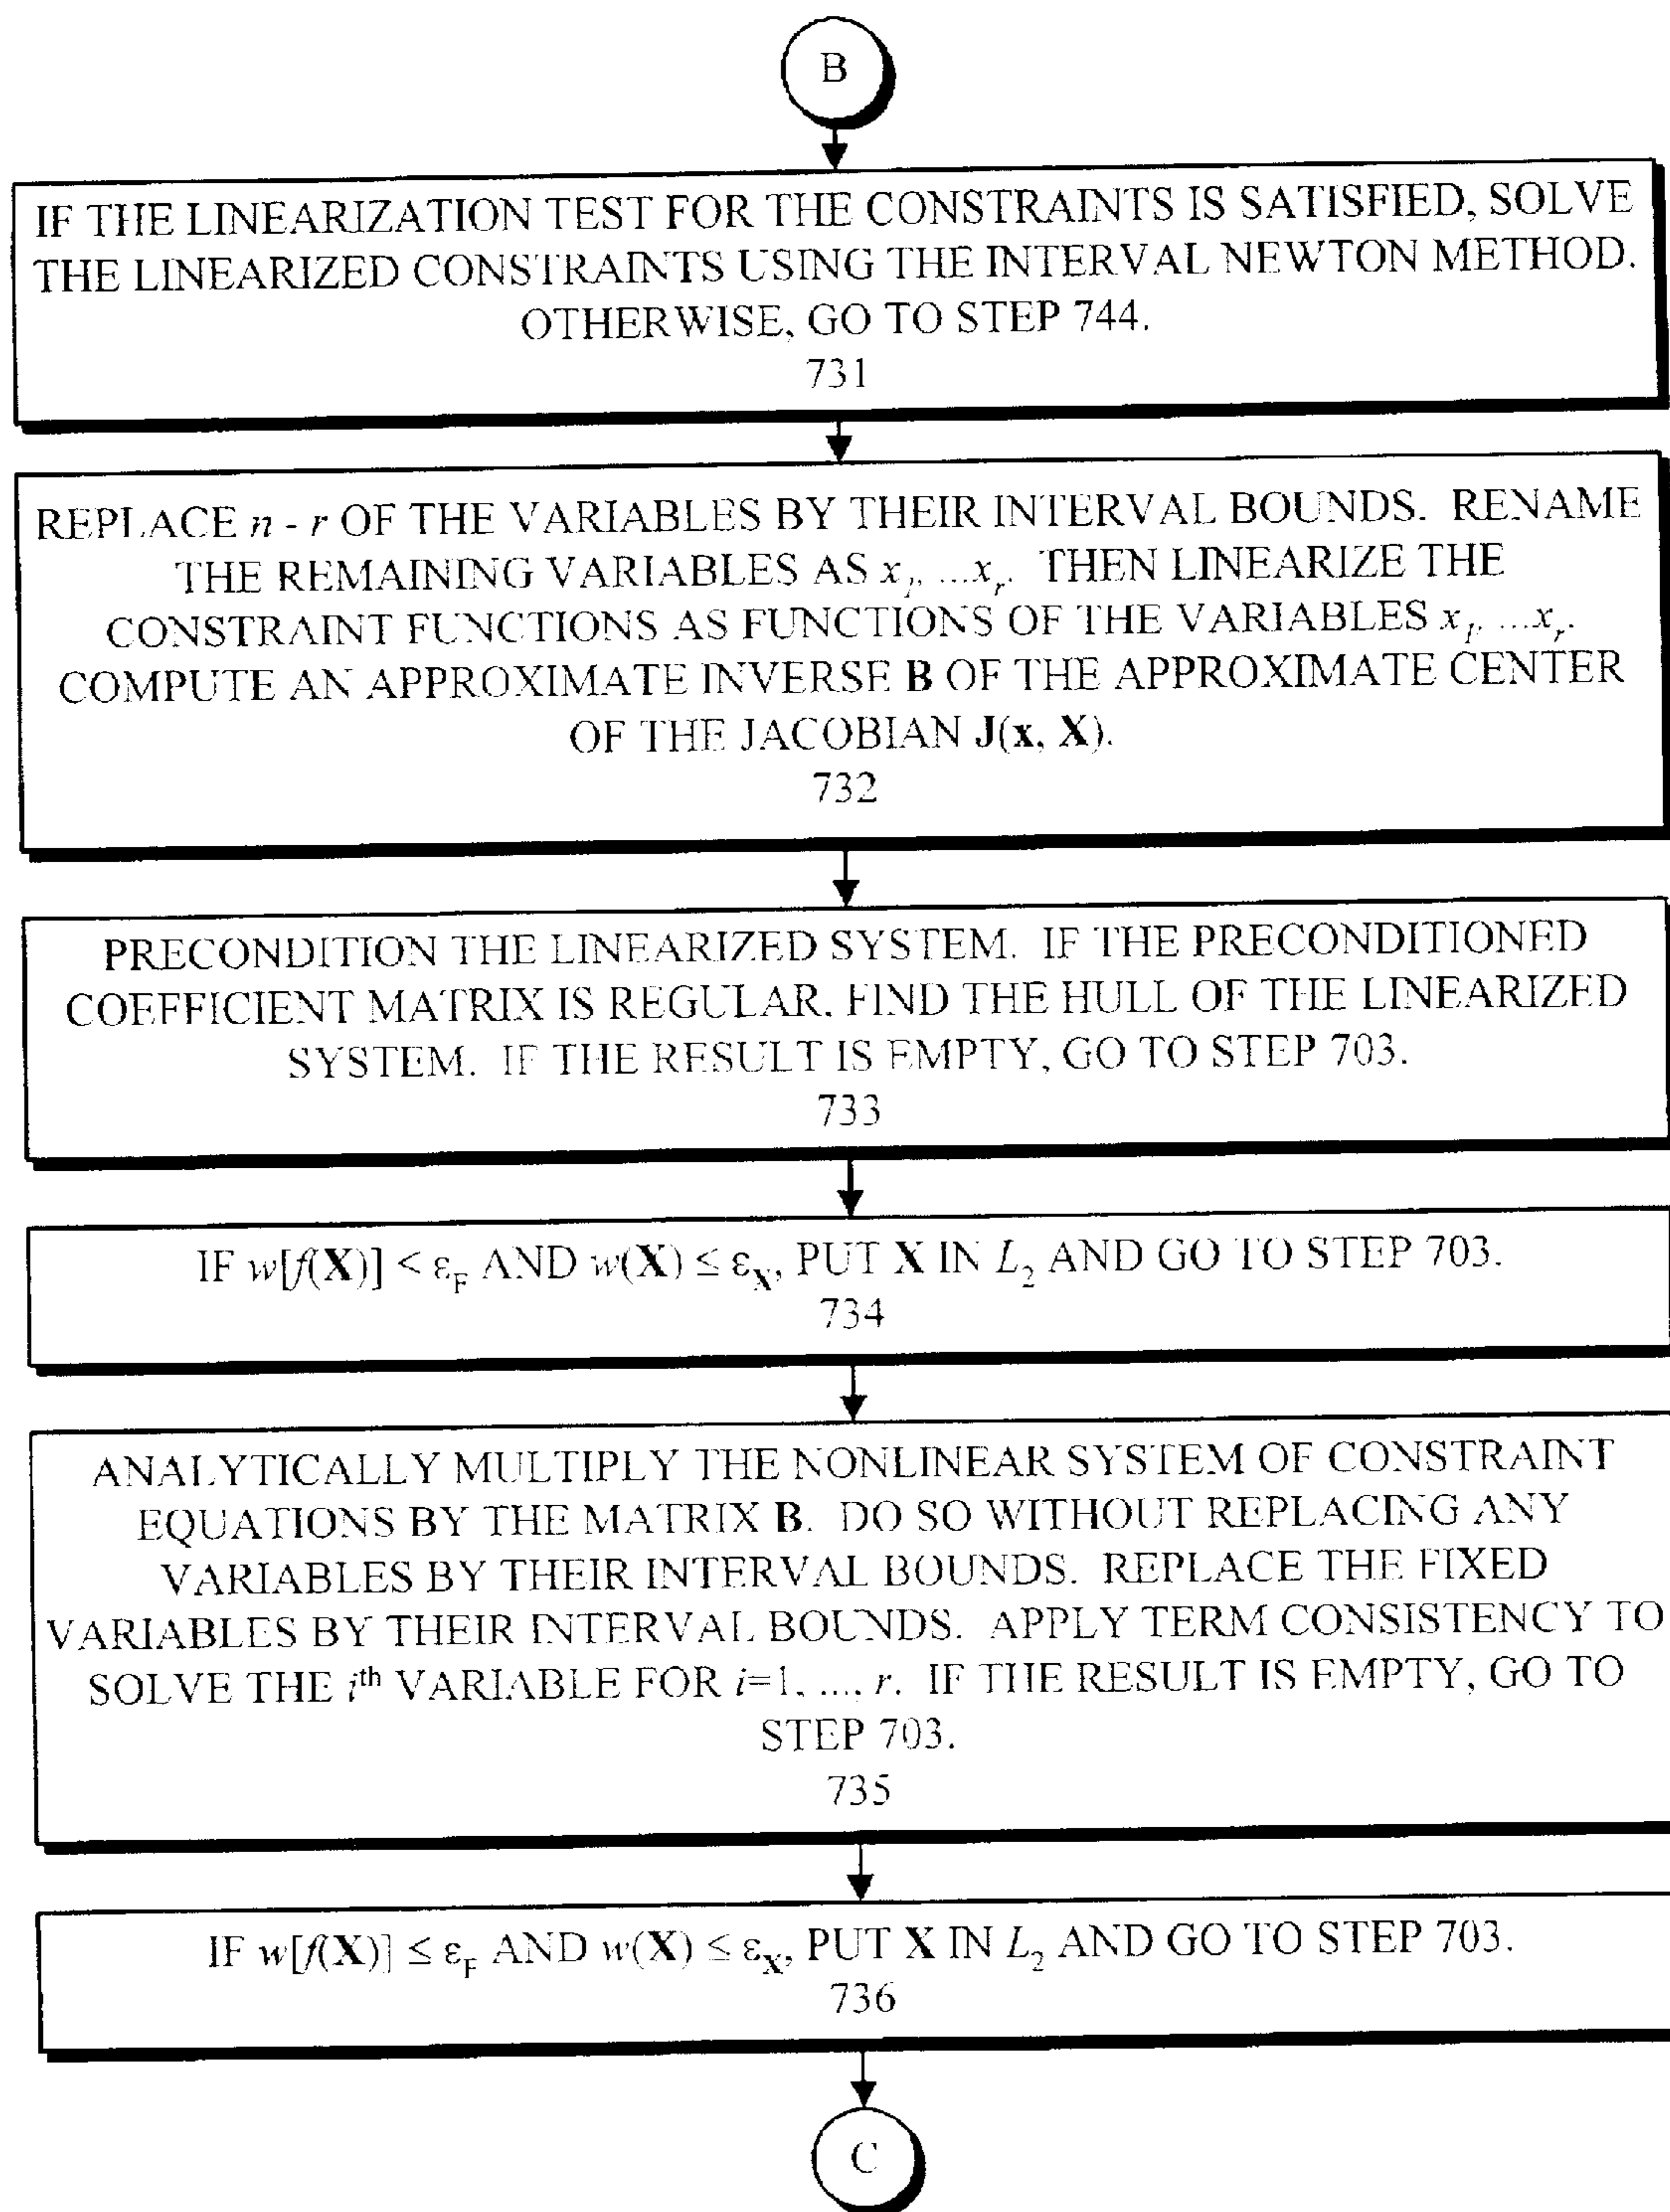 B
IF THE LINEARIZATION TEST FOR THE CONSTRAINTS IS SATISFIED, SOLVE
THE LINEARIZED CONSTRAINTS USING THE INTERVAL NEWTON METHOD.
OTHERWISE, GO TO STEP 744.
731
REPLACE n - r OF THE VARIABLES BY THEIR INTERVAL BOUNDS. RENAME
THE REMAINING VARIABLES AS x₁, ...xᵣ. THEN LINEARIZE THE
CONSTRAINT FUNCTIONS AS FUNCTIONS OF THE VARIABLES x₁, ...xᵣ.
COMPUTE AN APPROXIMATE INVERSE B OF THE APPROXIMATE CENTER
OF THE JACOBIAN J(x, X).
732
PRECONDITION THE LINEARIZED SYSTEM. IF THE PRECONDITIONED
COEFFICIENT MATRIX IS REGULAR, FIND THE HULL OF THE LINEARIZED
SYSTEM. IF THE RESULT IS EMPTY, GO TO STEP 703.
733
IF w[f(X)] < ε_F AND w(X) ≤ ε_X, PUT X IN L₂ AND GO TO STEP 703.
734
ANALYTICALLY MULTIPLY THE NONLINEAR SYSTEM OF CONSTRAINT
EQUATIONS BY THE MATRIX B. DO SO WITHOUT REPLACING ANY
VARIABLES BY THEIR INTERVAL BOUNDS. REPLACE THE FIXED
VARIABLES BY THEIR INTERVAL BOUNDS. APPLY TERM CONSISTENCY TO
SOLVE THE iᵗʰ VARIABLE FOR i=1, ..., r. IF THE RESULT IS EMPTY, GO TO
STEP 703.
735
IF w[f(X)] ≤ ε_F AND w(X) ≤ ε_X, PUT X IN L₂ AND GO TO STEP 703.
736
C